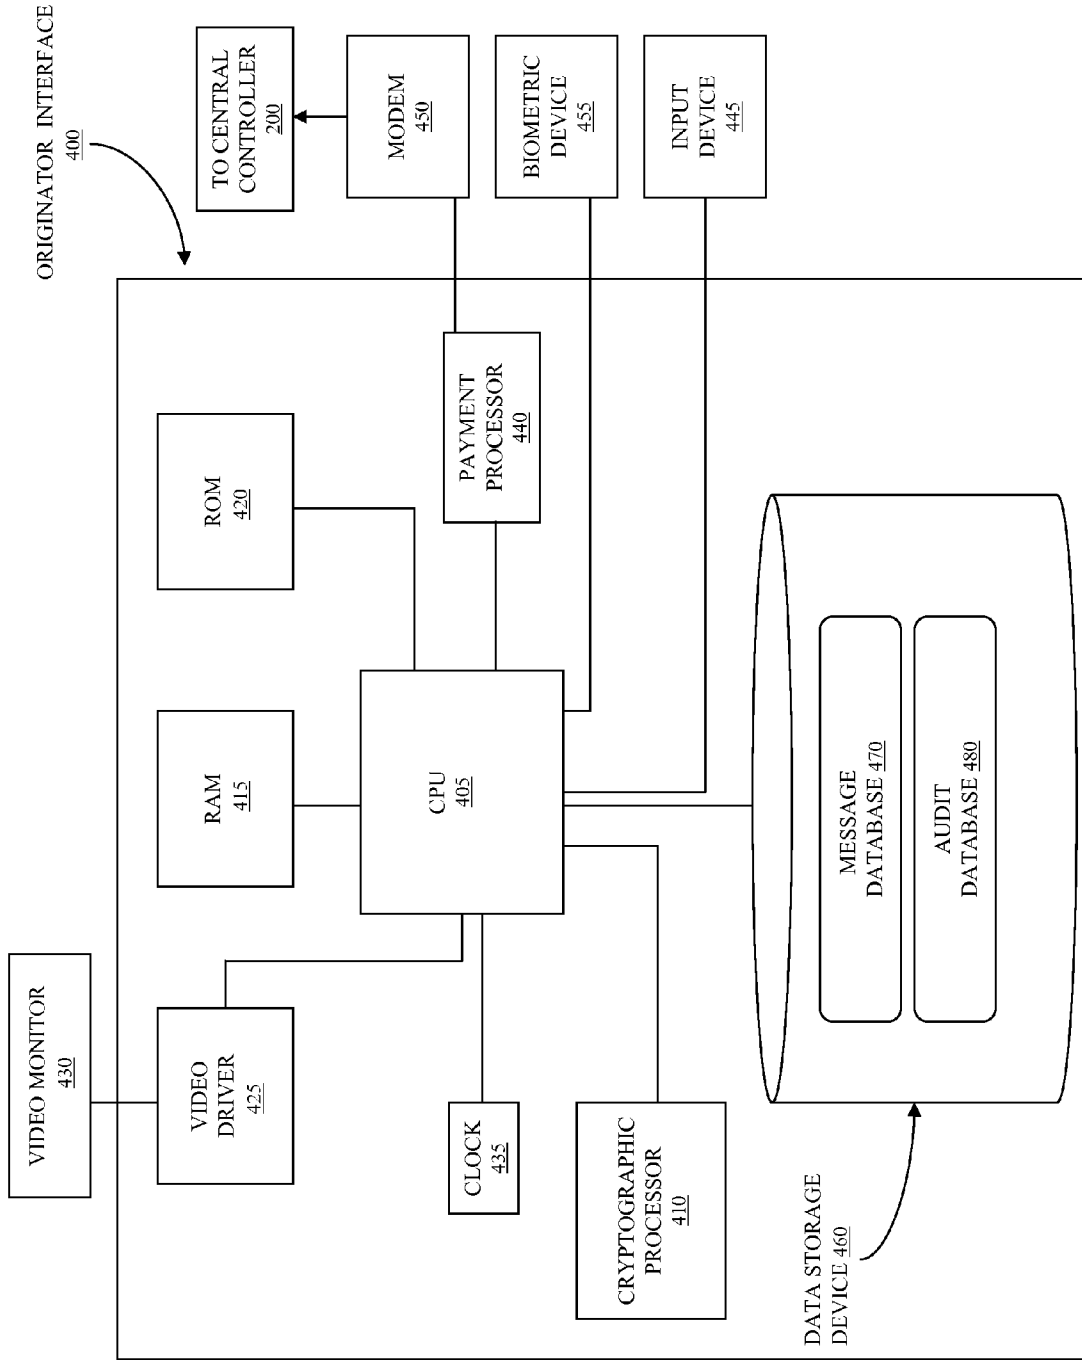 ORIGINATOR INTERFACE
400
VIDEO MONITOR
430
TO CENTRAL
CONTROLLER
200
VIDEO
DRIVER
425
RAM
415
ROM
420
MODEM
450
CLOCK
435
CPU
405
PAYMENT
PROCESSOR
440
BIOMETRIC
DEVICE
455
CRYPTOGRAPHIC
PROCESSOR
410
INPUT
DEVICE
445
DATA STORAGE
DEVICE 460
MESSAGE
DATABASE 470
AUDIT
DATABASE 480